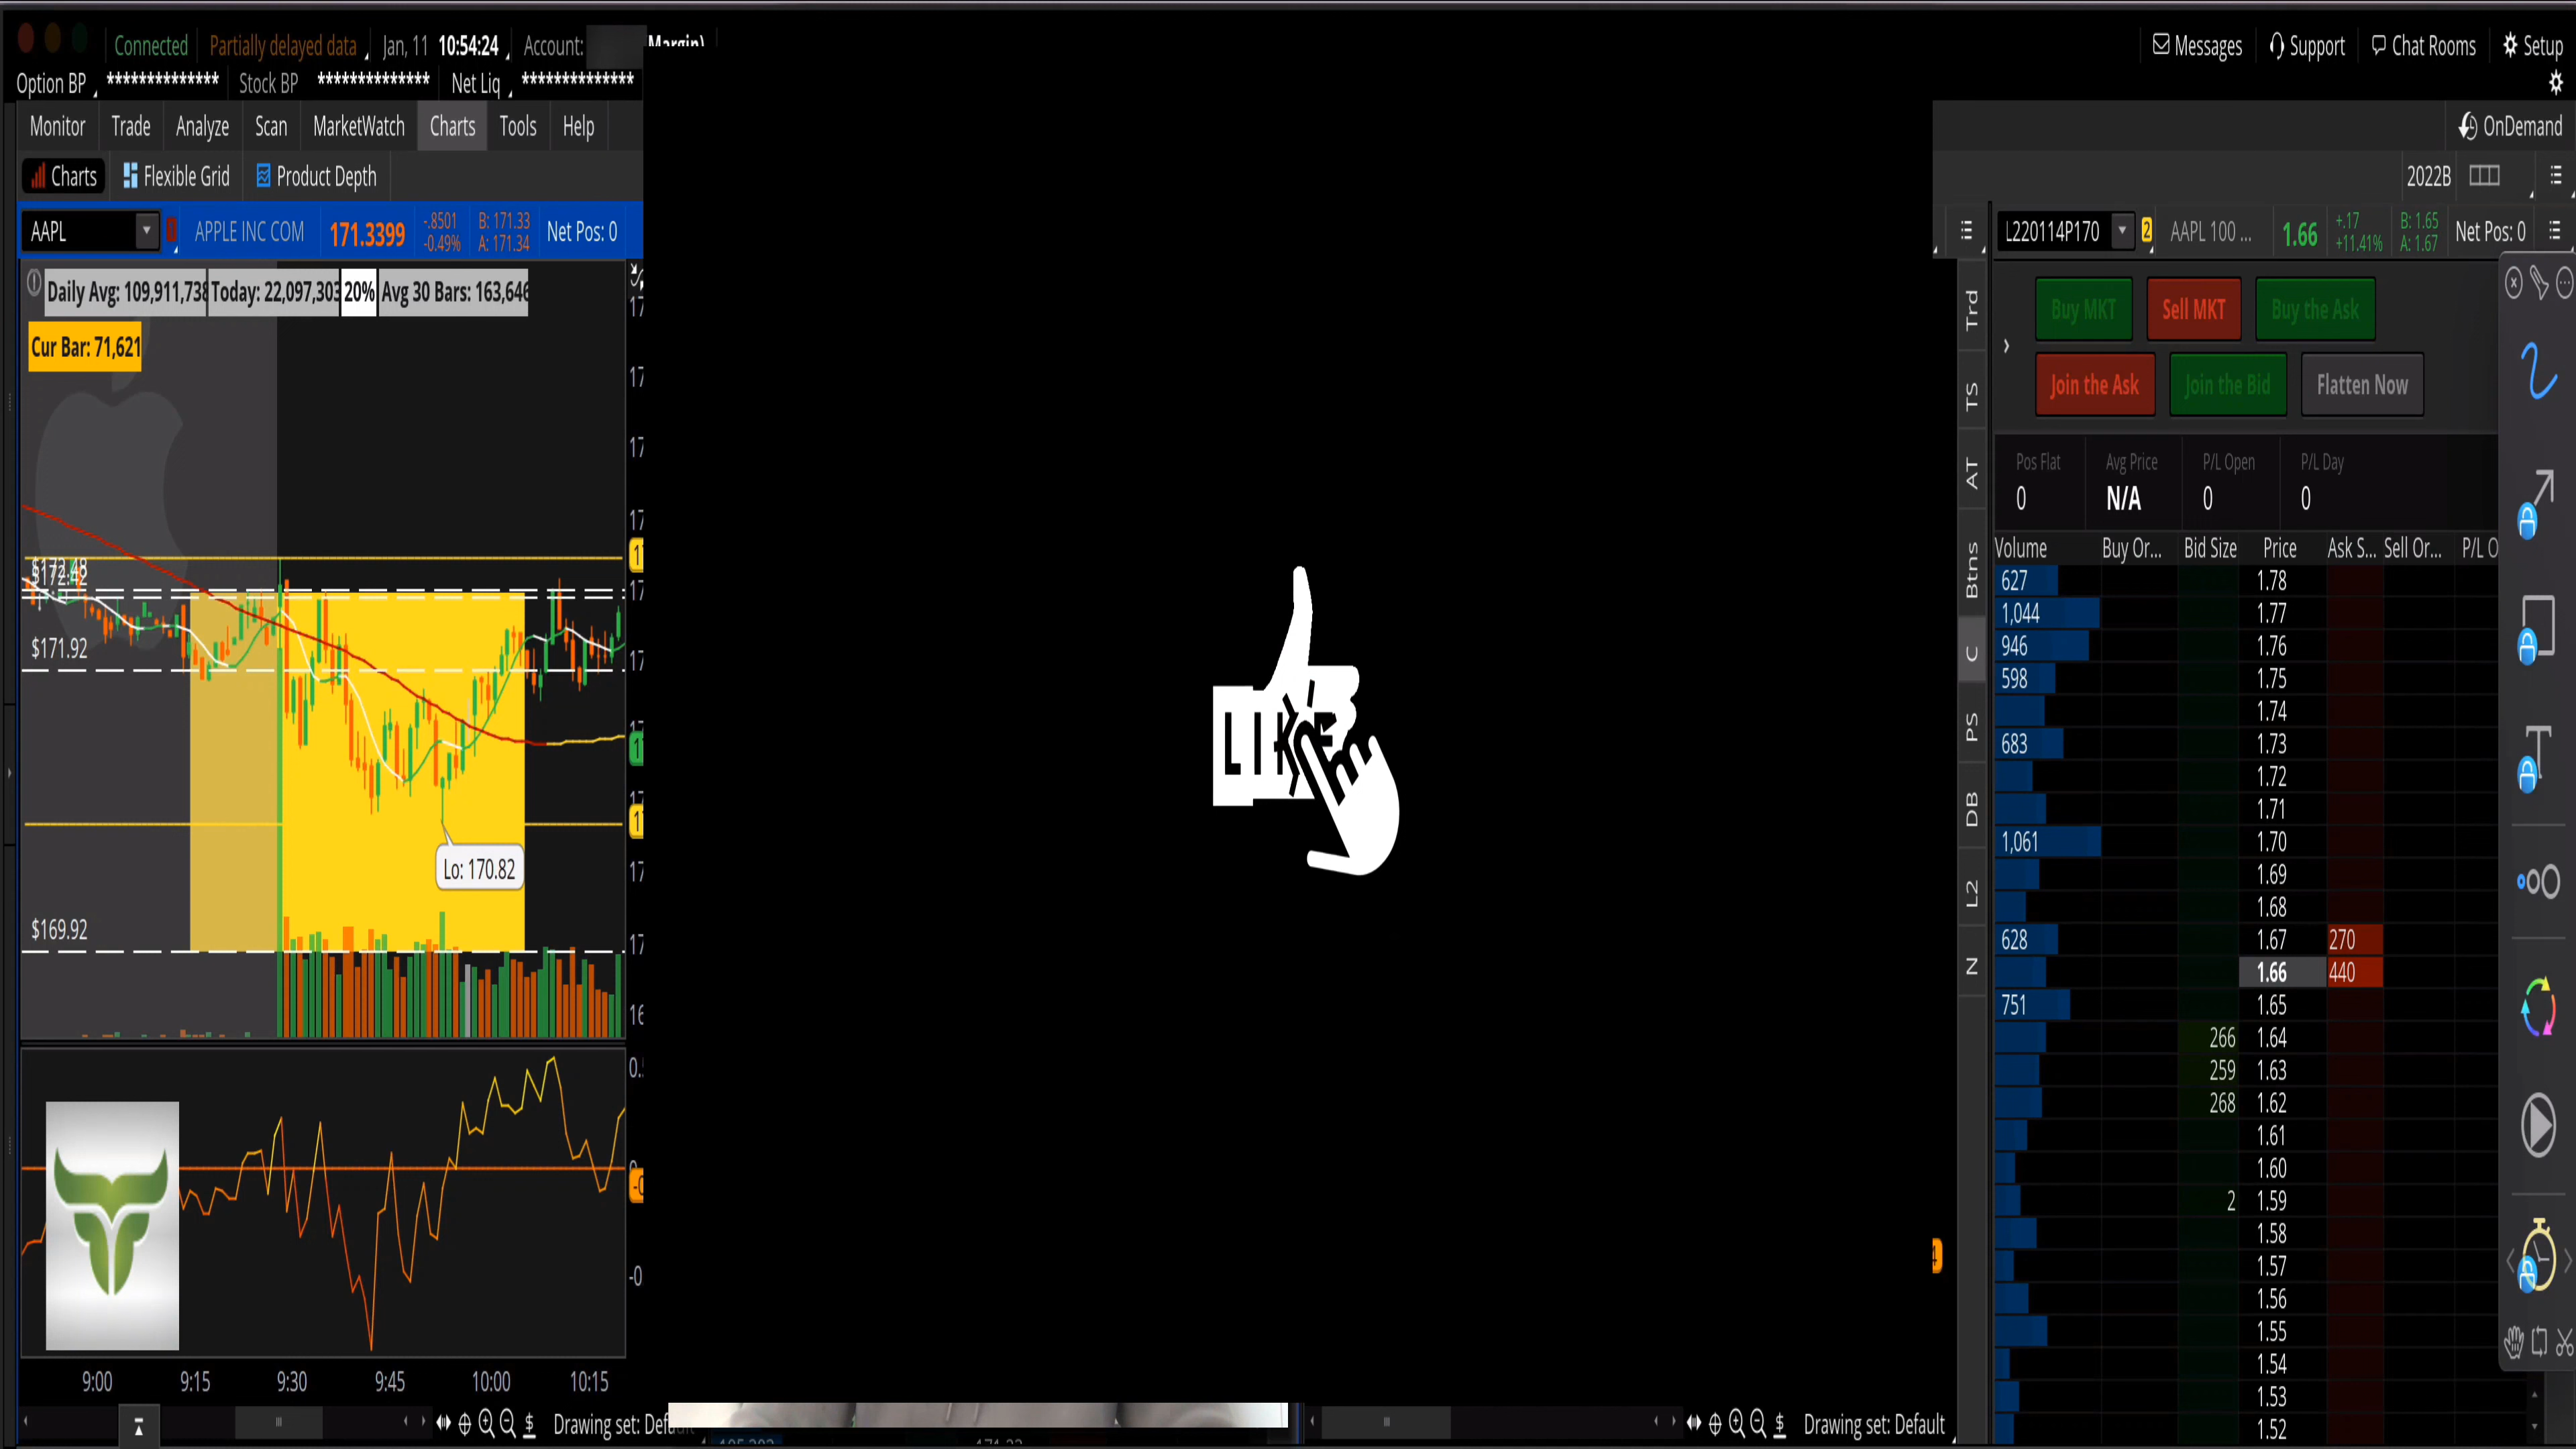 Connected Partially delayed data Jan, 11 10:54:24 Account: Margin) Messages Support Chat Rooms Setup
Option BP ************** Stock BP ************** Net Liq **************
Monitor Trade Analyze Scan MarketWatch Charts Tools Help OnDemand
Charts Flexible Grid Product Depth 2022B
AAPL APPLE INC COM 171.3399 -.8501 -0.49% B: 171.33 A: 171.34 Net Pos: 0
L220114P170 2 AAPL 100 ... 1.66 +.17 +11.41% B: 1.65 A: 1.67 Net Pos: 0
Daily Avg: 109,911,738 Today: 22,097,303 20% Avg 30 Bars: 163,646
Cur Bar: 71,621
$172.42
$171.92
Lo: 170.82
$169.92
9:00 9:15 9:30 9:45 10:00 10:15
Drawing set: Defau
LIKE
Drawing set: Default
Trd
TS
AT
Btns
C
PS
DB
L2
N
Buy MKT Sell MKT Buy the Ask
Join the Ask Join the Bid Flatten Now
Pos Flat Avg Price P/L Open P/L Day
0 N/A 0 0
Volume Buy Or... Bid Size Price Ask S... Sell Or... P/L O
627 1.78
1,044 1.77
946 1.76
598 1.75
1.74
683 1.73
1.72
1.71
1,061 1.70
1.69
1.68
628 1.67 270
1.66 440
751 1.65
266 1.64
259 1.63
268 1.62
1.61
1.60
2 1.59
1.58
1.57
1.56
1.55
1.54
1.53
1.52